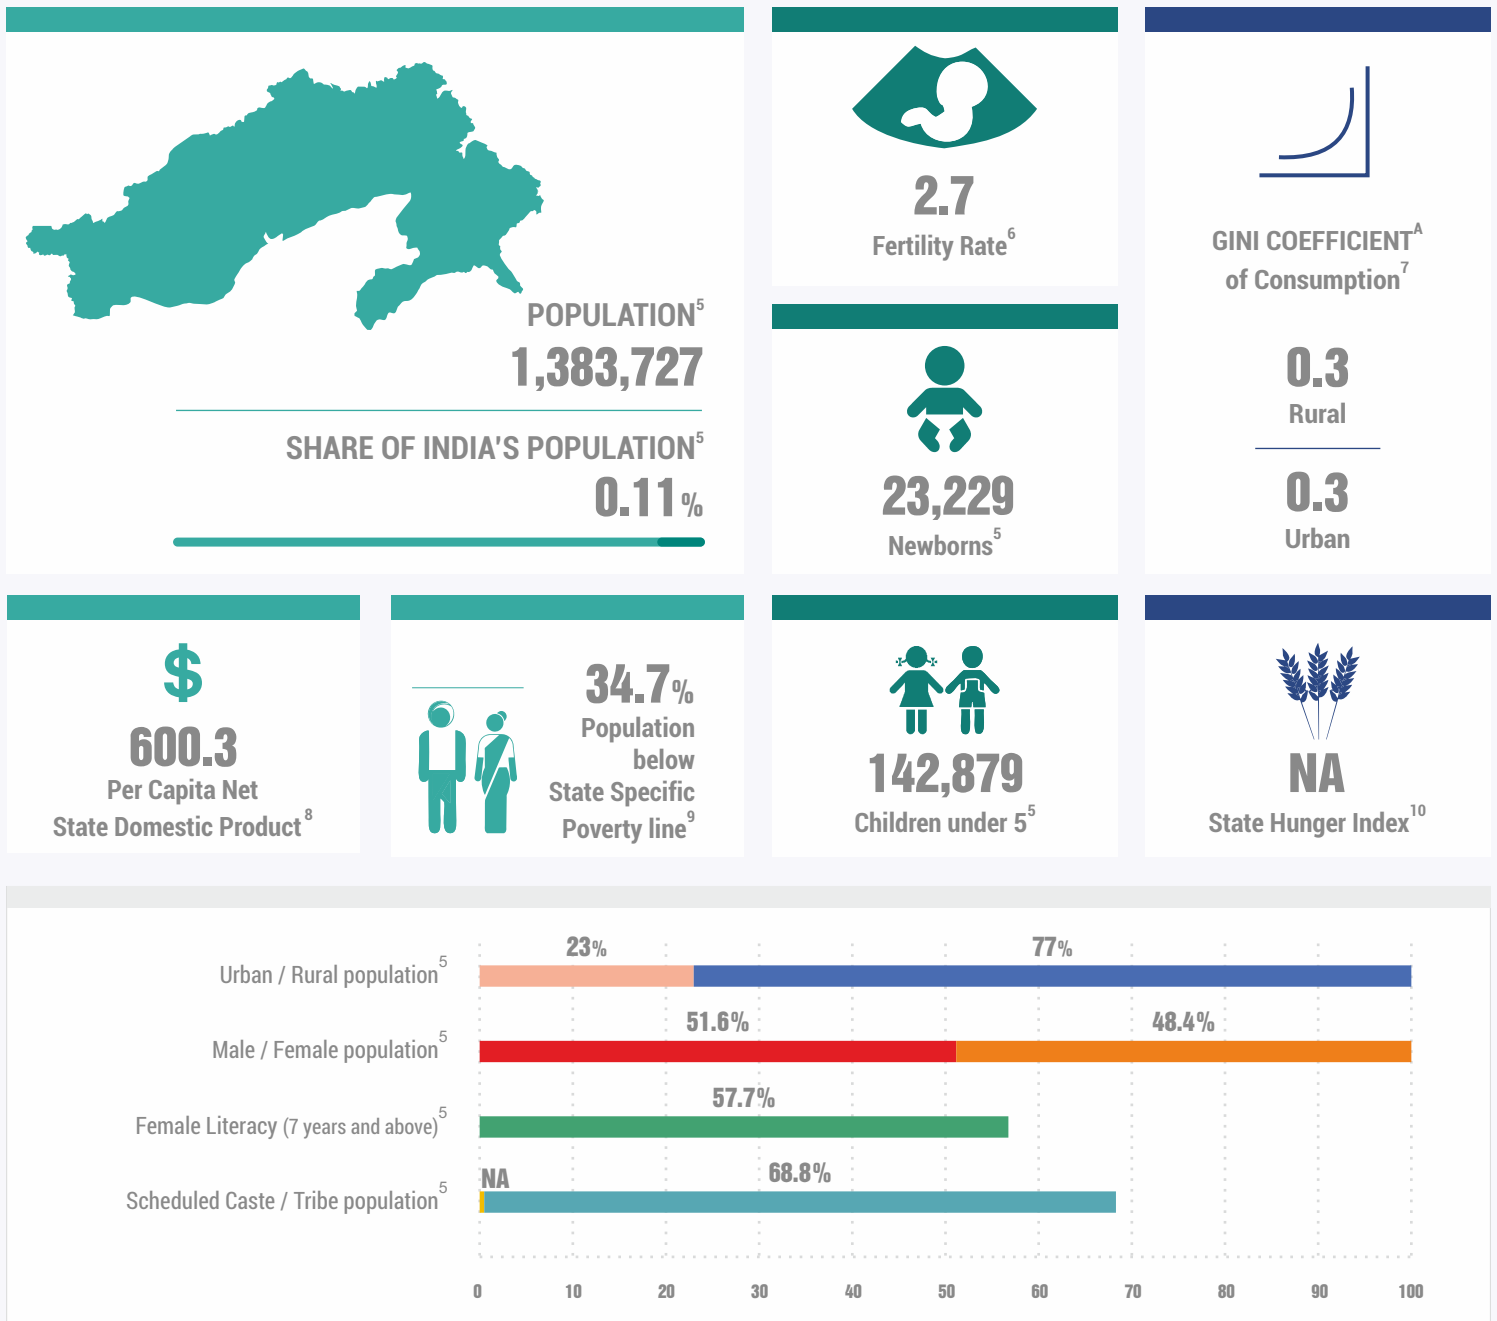 POPULATION5
1,383,727
SHARE OF INDIA'S POPULATION5
0.11%
2.7
Fertility Rate6
23,229
Newborns5
GINI COEFFICIENTA
of Consumption7
0.3
Rural
0.3
Urban
$
600.3
Per Capita Net
State Domestic Product8
34.7%
Population
below
State Specific
Poverty line9
142,879
Children under 55
NA
State Hunger Index10
23% 77%
Urban / Rural population5
51.6% 48.4%
Male / Female population5
57.7%
Female Literacy (7 years and above)5
NA 68.8%
Scheduled Caste / Tribe population5
0 10 20 30 40 50 60 70 80 90 100